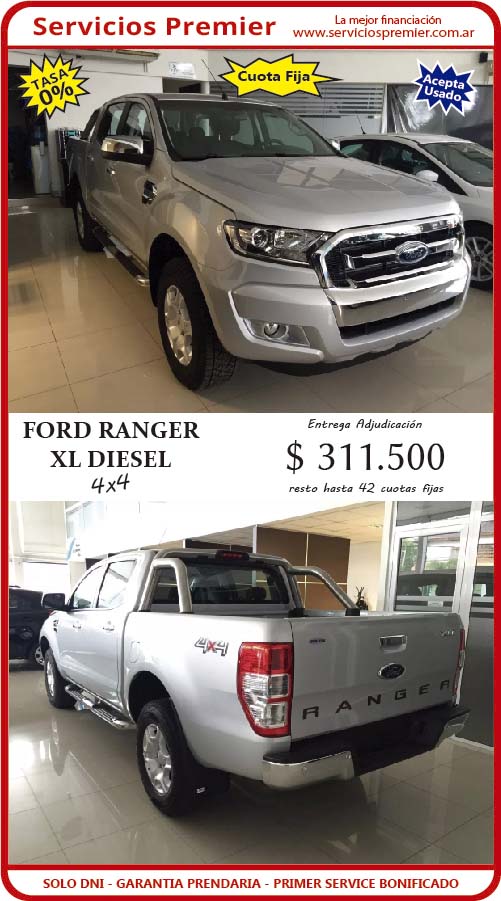 Servicios Premier
La mejor financiación
www.serviciospremier.com.ar
TASA
0%
Cuota Fija
Acepta
Usado
Ford
FORD RANGER
XL DIESEL
4x4
Entrega Adjudicación
$ 311.500
resto hasta 42 cuotas fijas
4x4
Ford
RANGER
SOLO DNI - GARANTIA PRENDARIA - PRIMER SERVICE BONIFICADO